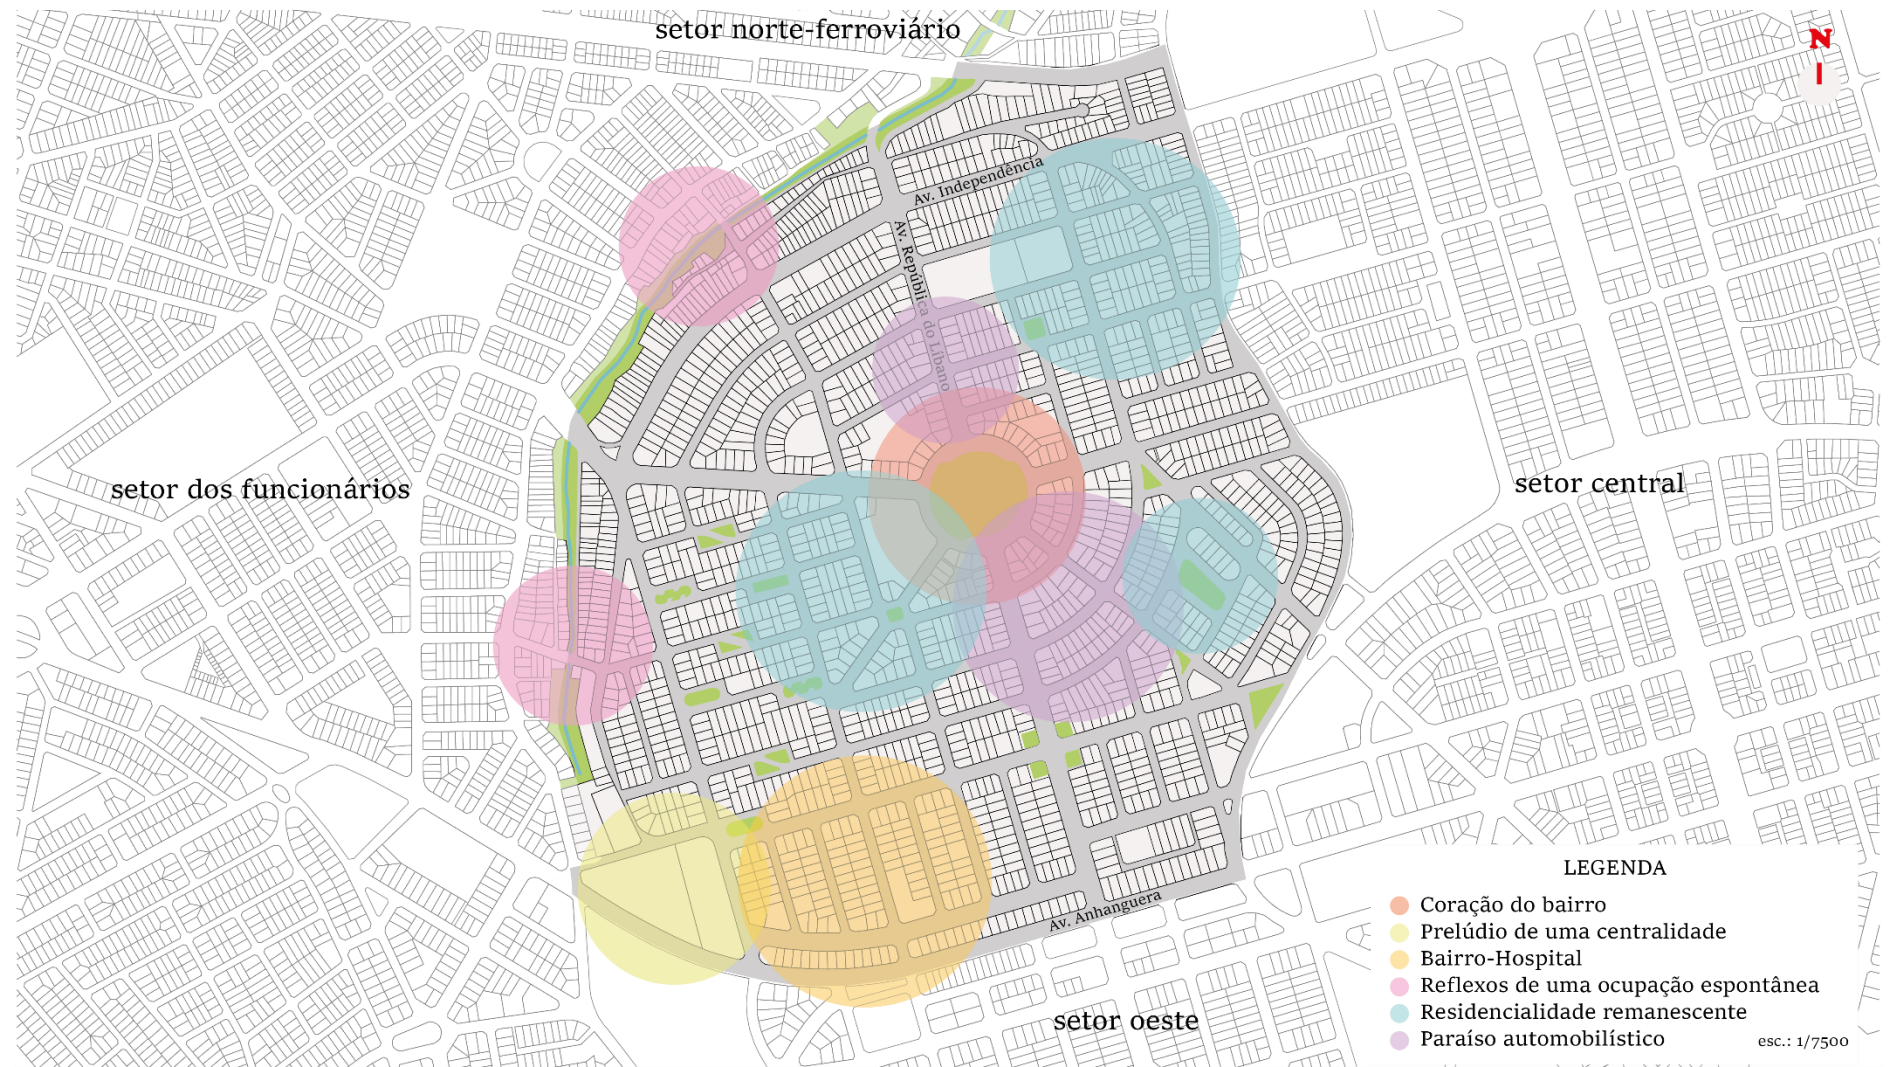 setor norte-ferroviário
N
Av. Independência
Av. República do Líbano
setor dos funcionários
setor central
Av. Anhanguera
setor oeste
LEGENDA
Coração do bairro
Prelúdio de uma centralidade
Bairro-Hospital
Reflexos de uma ocupação espontânea
Residencialidade remanescente
Paraíso automobilístico
esc.: 1/7500